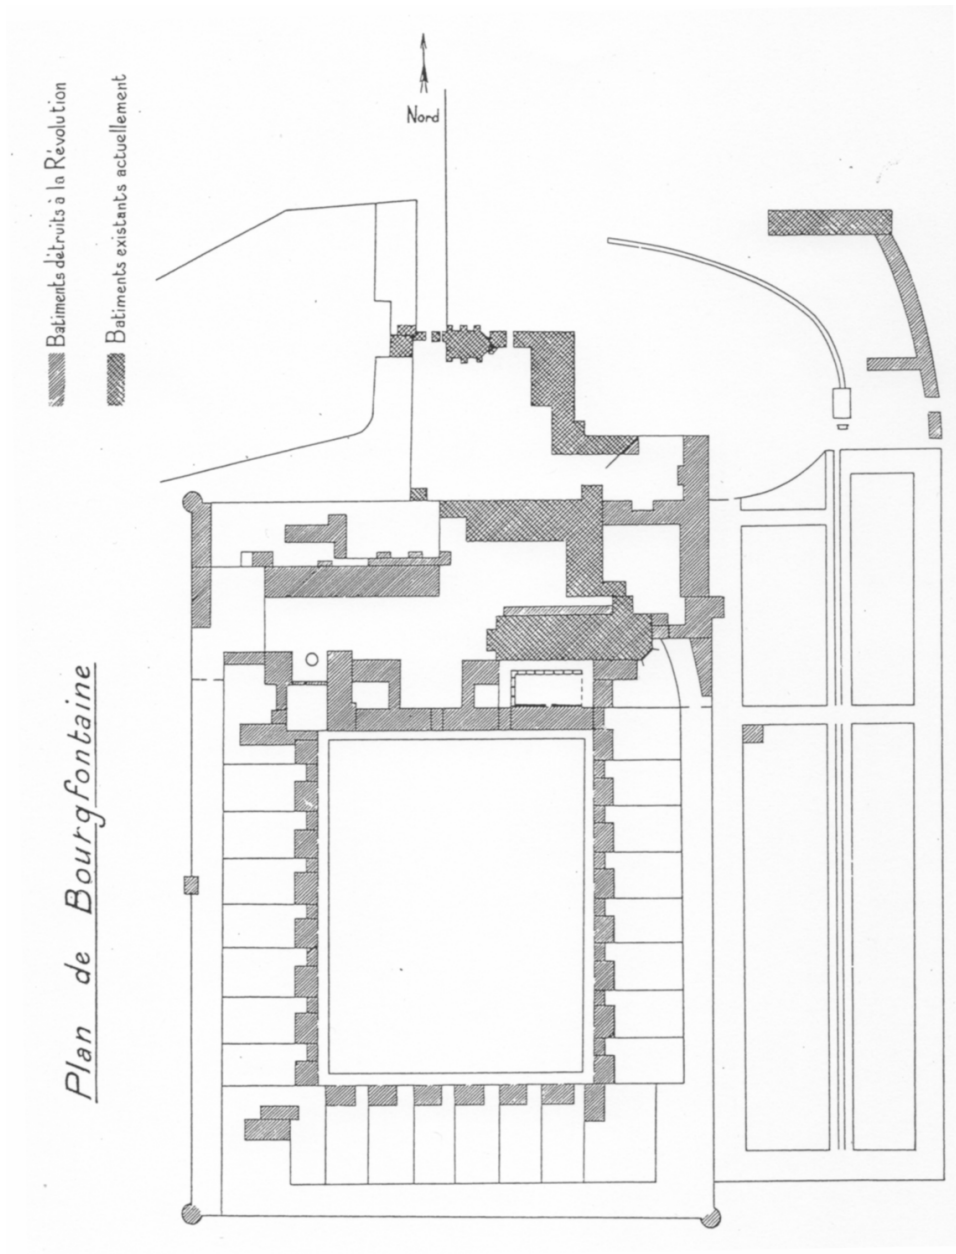 Plan de Bourgfontaine
Batiments détruits à la Révolution
Batiments existants actuellement
Nord